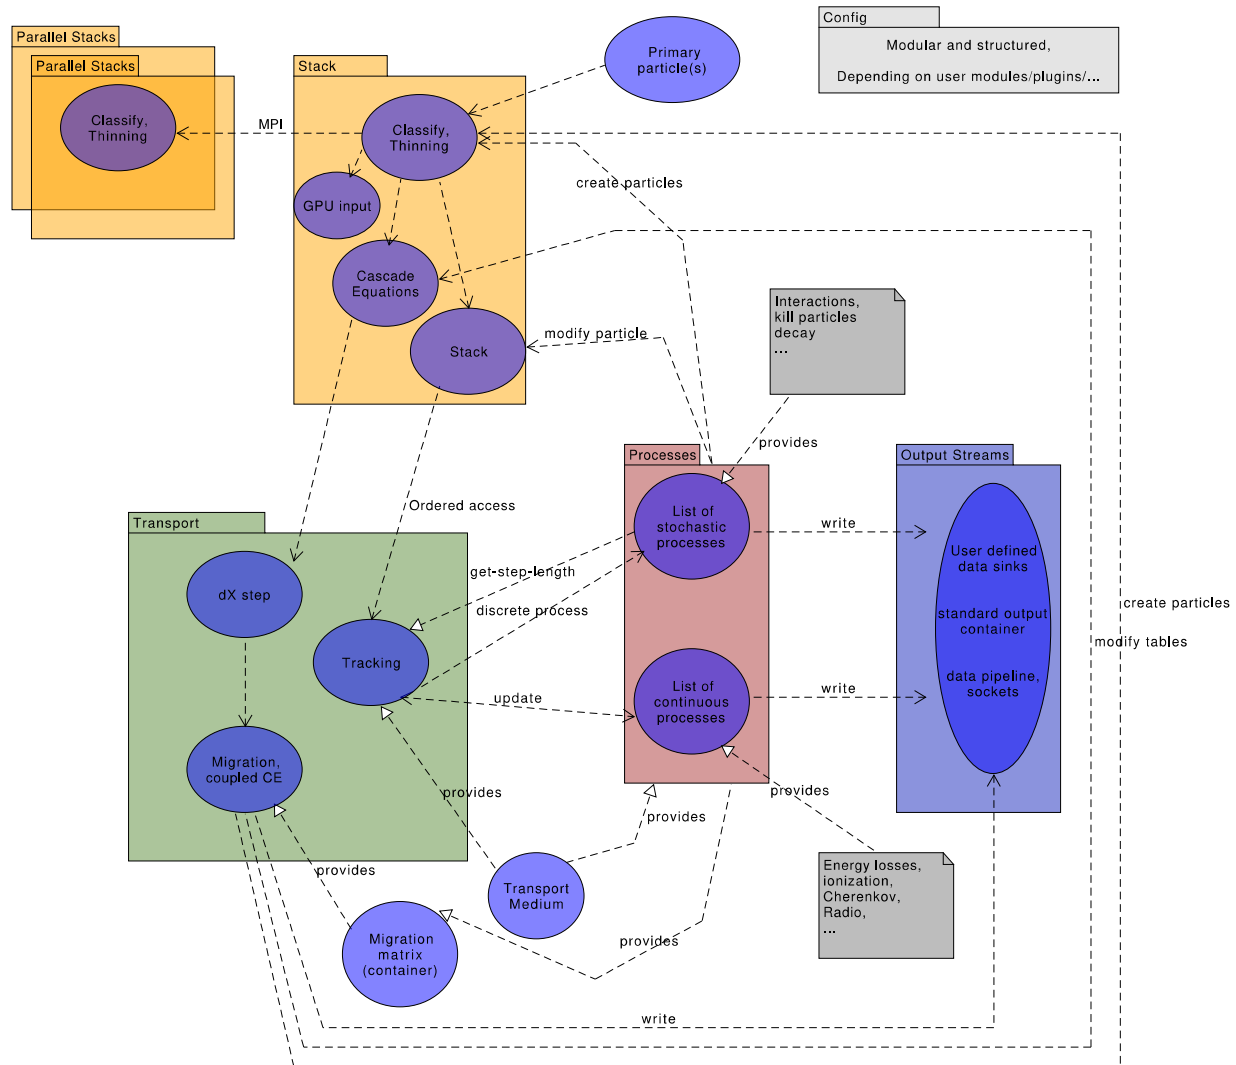 Parallel Stacks
Parallel Stacks
Classify,
Thinning
MPI
Stack
Classify,
Thinning
GPU input
Cascade
Equations
Stack
Primary
particle(s)
Config
Modular and structured,
Depending on user modules/plugins/...
create particles
modify particle
Interactions,
kill particles
decay
...
provides
Ordered access
Processes
List of
stochastic
processes
List of
continuous
processes
write
write
Output Streams
User defined
data sinks
standard output
container
data pipeline,
sockets
create particles
modify tables
Transport
dX step
Tracking
Migration,
coupled CE
get-step-length
discrete process
update
provides
provides
provides
provides
provides
Transport
Medium
Migration
matrix
(container)
Energy losses,
ionization,
Cherenkov,
Radio,
...
write